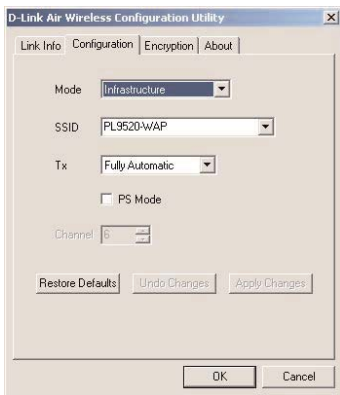 D-Link Air Wireless Configuration Utility
Link Info Configuration Encryption About
Mode Infrastructure
SSID PL9520-WAP
Tx Fully Automatic
PS Mode
Channel 6
Restore Defaults Undo Changes Apply Changes
OK Cancel